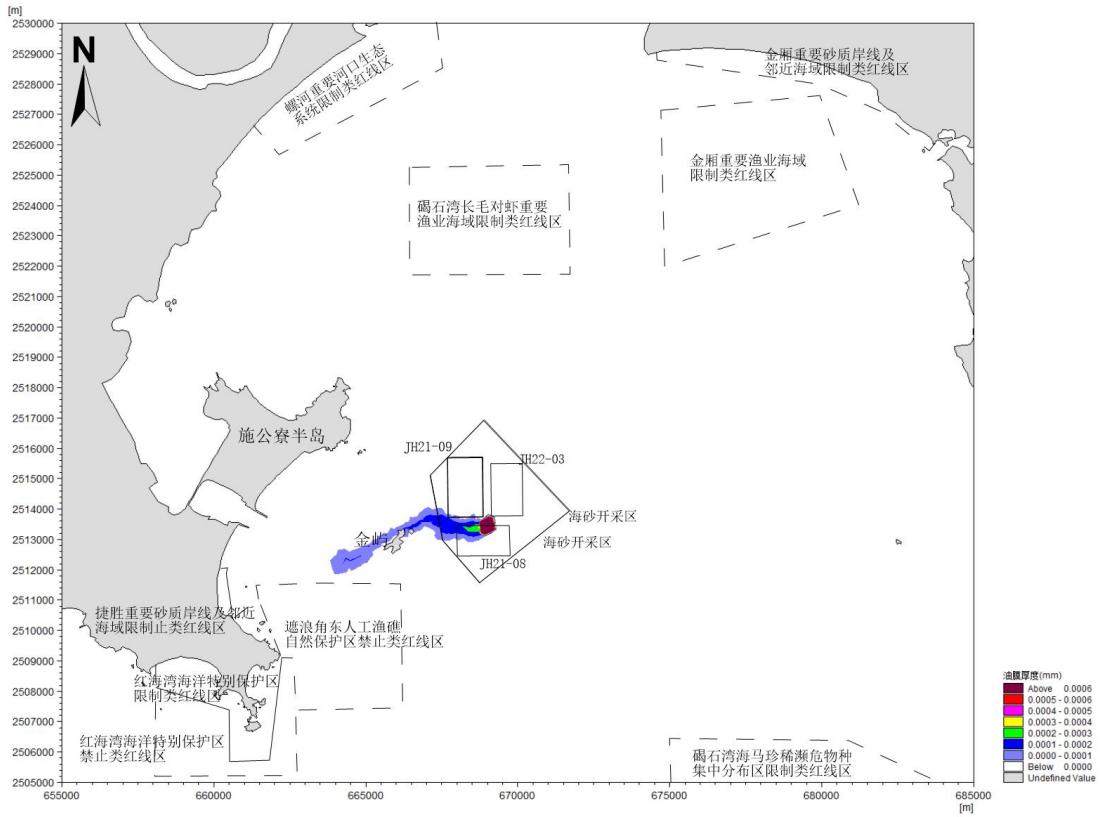 [m]
2530000
2529000
2528000
2527000
2526000
2525000
2524000
2523000
2522000
2521000
2520000
2519000
2518000
2517000
2516000
2515000
2514000
2513000
2512000
2511000
2510000
2509000
2508000
2507000
2506000
2505000
N
螺河重要河口生态
系统限制类红线区
金厢重要砂质岸线及
邻近海域限制类红线区
金厢重要渔业海域
限制类红线区
碣石湾长毛对虾重要
渔业海域限制类红线区
施公寮半岛
JH21-09
JH22-03
海砂开采区
海砂开采区
金屿
JH21-08
捷胜重要砂质岸线及邻近
海域限制止类红线区
遮浪角东人工渔礁
自然保护区禁止类红线区
红海湾海洋特别保护区
限制类红线区
红海湾海洋特别保护区
禁止类红线区
碣石湾海马珍稀濒危物种
集中分布区限制类红线区
655000
660000
665000
670000
675000
680000
685000
[m]
油膜厚度(mm)
Above 0.0006
0.0005 - 0.0006
0.0004 - 0.0005
0.0003 - 0.0004
0.0002 - 0.0003
0.0001 - 0.0002
0.0000 - 0.0001
Below 0.0000
Undefined Value